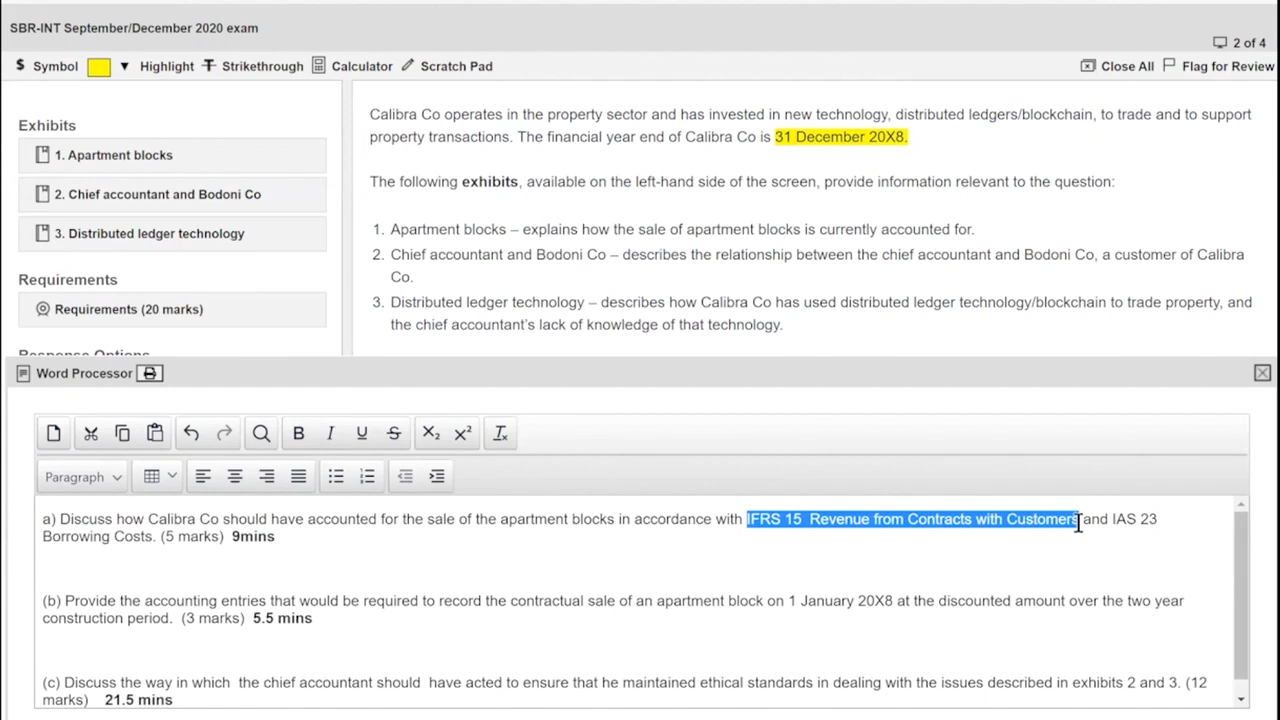 SBR-INT September/December 2020 exam
2 of 4
$ Symbol Highlight Strikethrough Calculator Scratch Pad Close All Flag for Review
Exhibits
1. Apartment blocks
2. Chief accountant and Bodoni Co
3. Distributed ledger technology
Requirements
Requirements (20 marks)
Response Options
Calibra Co operates in the property sector and has invested in new technology, distributed ledgers/blockchain, to trade and to support
property transactions. The financial year end of Calibra Co is 31 December 20X8.
The following exhibits, available on the left-hand side of the screen, provide information relevant to the question:
1. Apartment blocks – explains how the sale of apartment blocks is currently accounted for.
2. Chief accountant and Bodoni Co – describes the relationship between the chief accountant and Bodoni Co, a customer of Calibra
Co.
3. Distributed ledger technology – describes how Calibra Co has used distributed ledger technology/blockchain to trade property, and
the chief accountant's lack of knowledge of that technology.
Word Processor
B I U S X₂ X² Tx
Paragraph
a) Discuss how Calibra Co should have accounted for the sale of the apartment blocks in accordance with IFRS 15 Revenue from Contracts with Customers and IAS 23
Borrowing Costs. (5 marks) 9mins
(b) Provide the accounting entries that would be required to record the contractual sale of an apartment block on 1 January 20X8 at the discounted amount over the two year
construction period. (3 marks) 5.5 mins
(c) Discuss the way in which the chief accountant should have acted to ensure that he maintained ethical standards in dealing with the issues described in exhibits 2 and 3. (12
marks) 21.5 mins